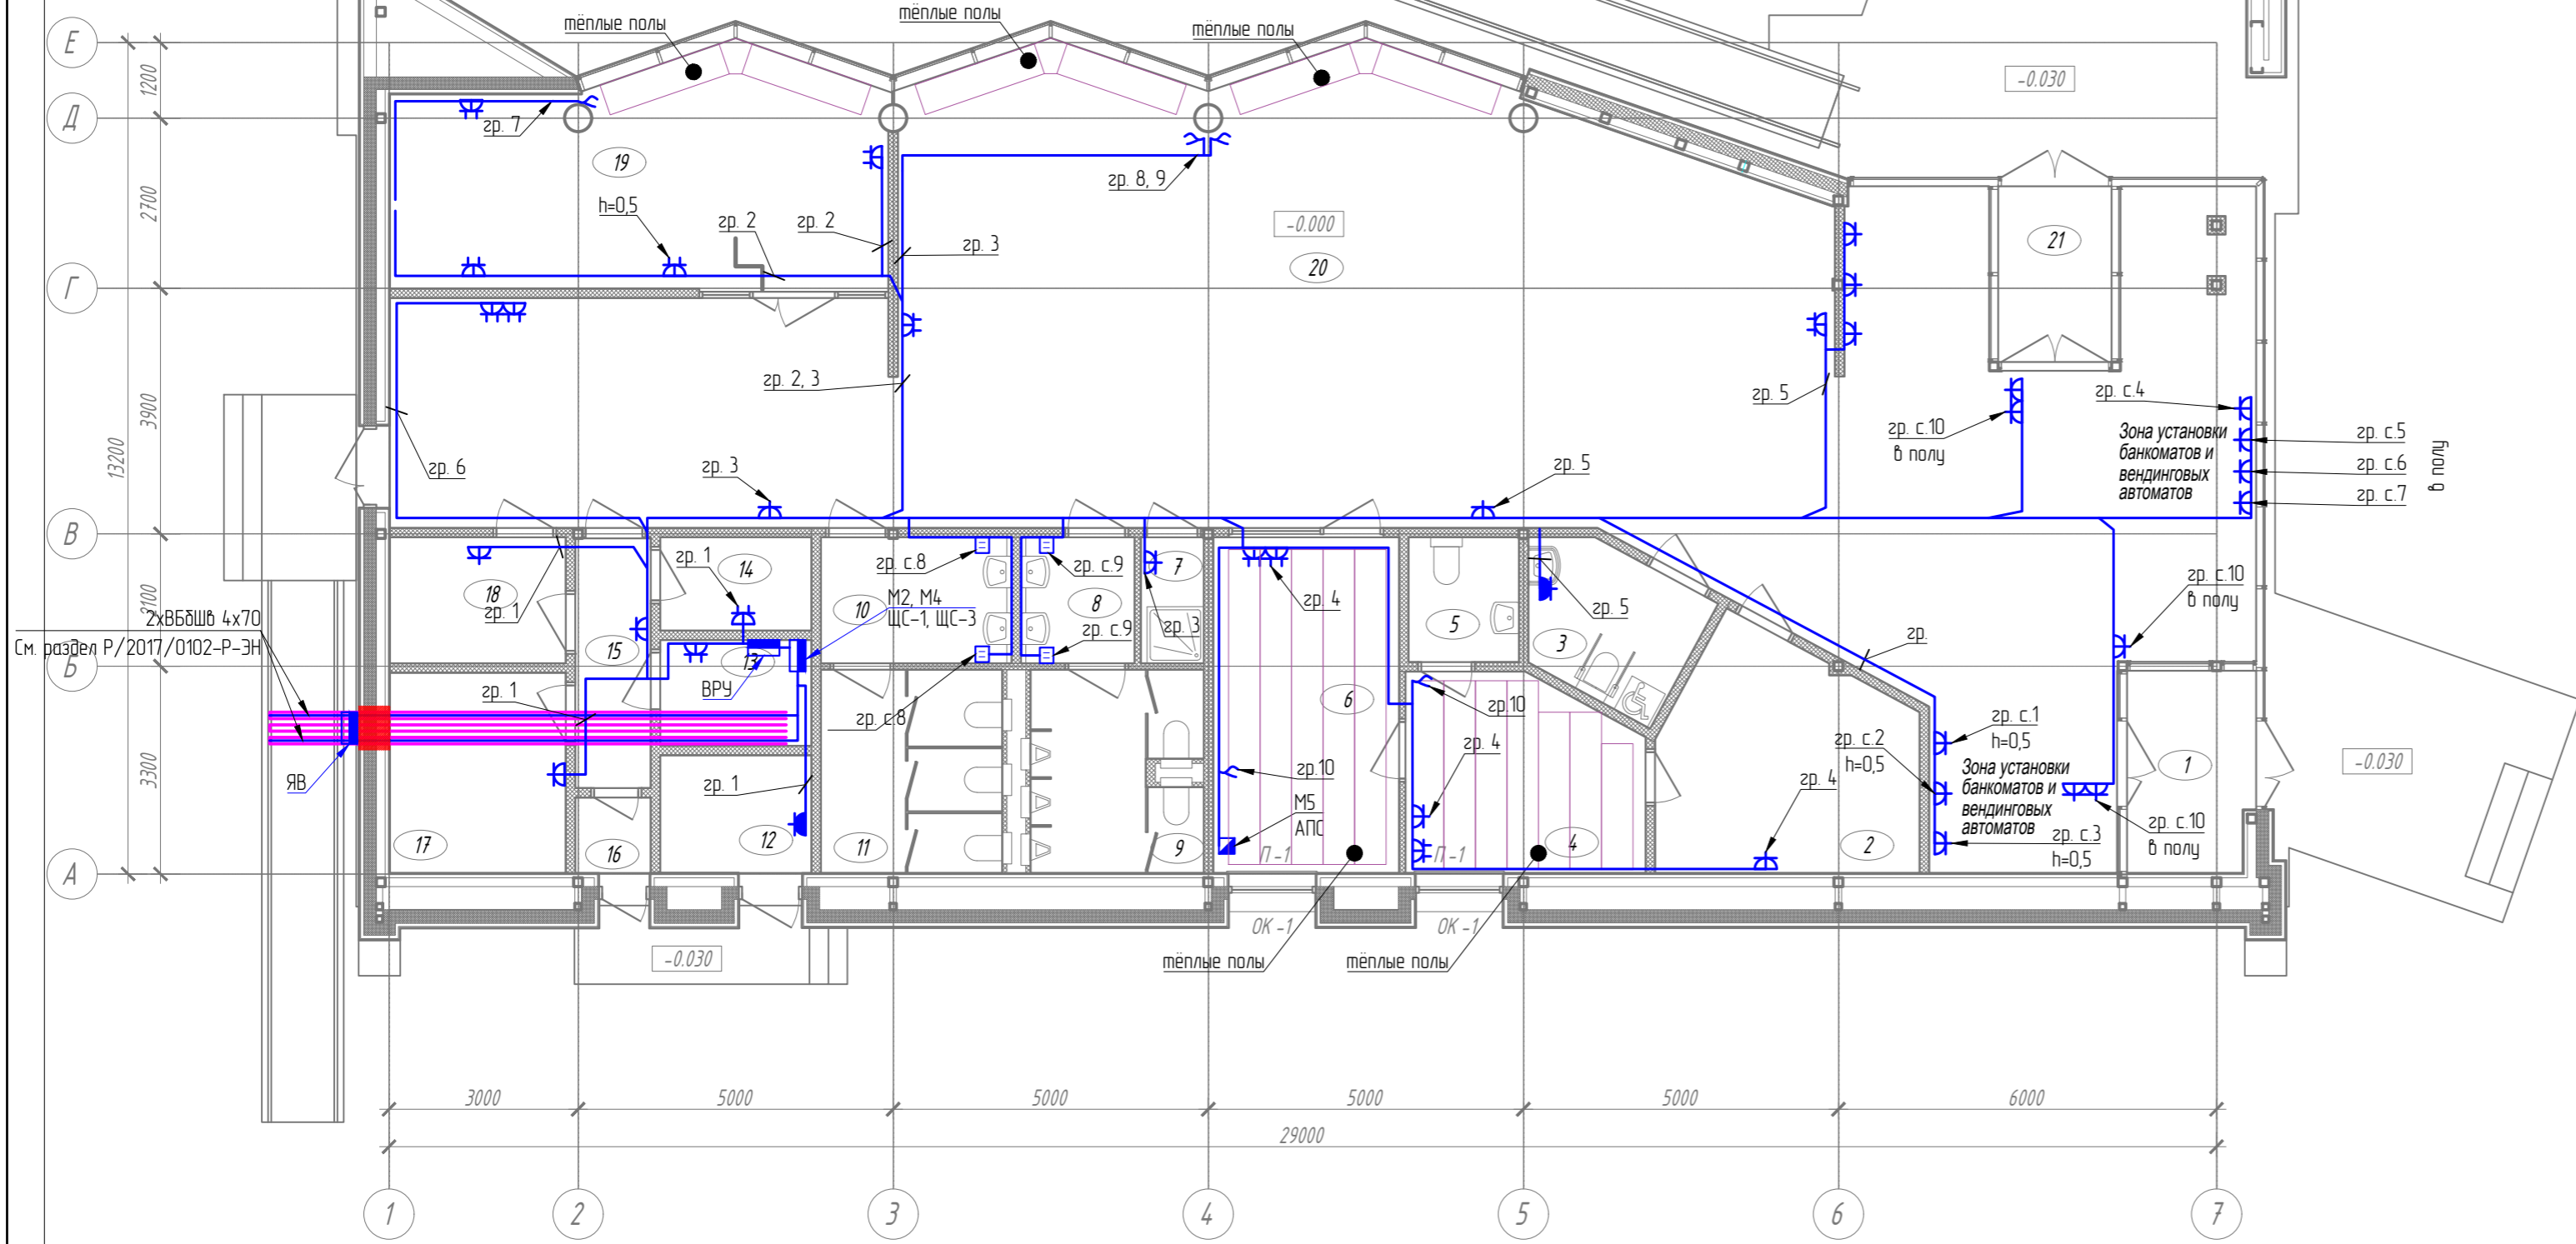 тёплые полы
тёплые полы
тёплые полы
Е
Д
Г
В
Б
А
1200
2700
3900
2100
3300
13200
-0.030
гр. 7
19
h=0,5
гр. 2
гр. 2
гр. 3
гр. 8, 9
-0.000
20
21
гр. 2, 3
гр. 6
гр. 3
гр. 5
гр. 5
гр. с.10
в полу
гр. с.4
Зона установки
банкоматов и
вендинговых
автоматов
гр. с.5
гр. с.6
гр. с.7
в полу
18
гр. 1
2хВБбШв 4х70
См. раздел Р/2017/0102-Р-ЭН
15
гр. 1
14
13
ВРУ
гр. с.8
М2, М4
ЩС-1, ЩС-3
10
гр. с.9
8
гр. с.9
7
гр. 3
гр. 4
5
гр. 5
3
гр.
гр. с.10
в полу
гр. 1
ЯВ
гр. 1
17
16
12
11
гр. с.8
9
6
гр.10
М5
АПС
П-1
гр.10
гр. 4
П-1
4
гр. 4
2
гр. с.1
h=0,5
гр. с.2
h=0,5
Зона установки
банкоматов и
вендинговых
автоматов
гр. с.3
h=0,5
1
гр. с.10
в полу
-0.030
-0.030
ОК -1
ОК -1
тёплые полы
тёплые полы
3000
5000
5000
5000
5000
6000
29000
1
2
3
4
5
6
7